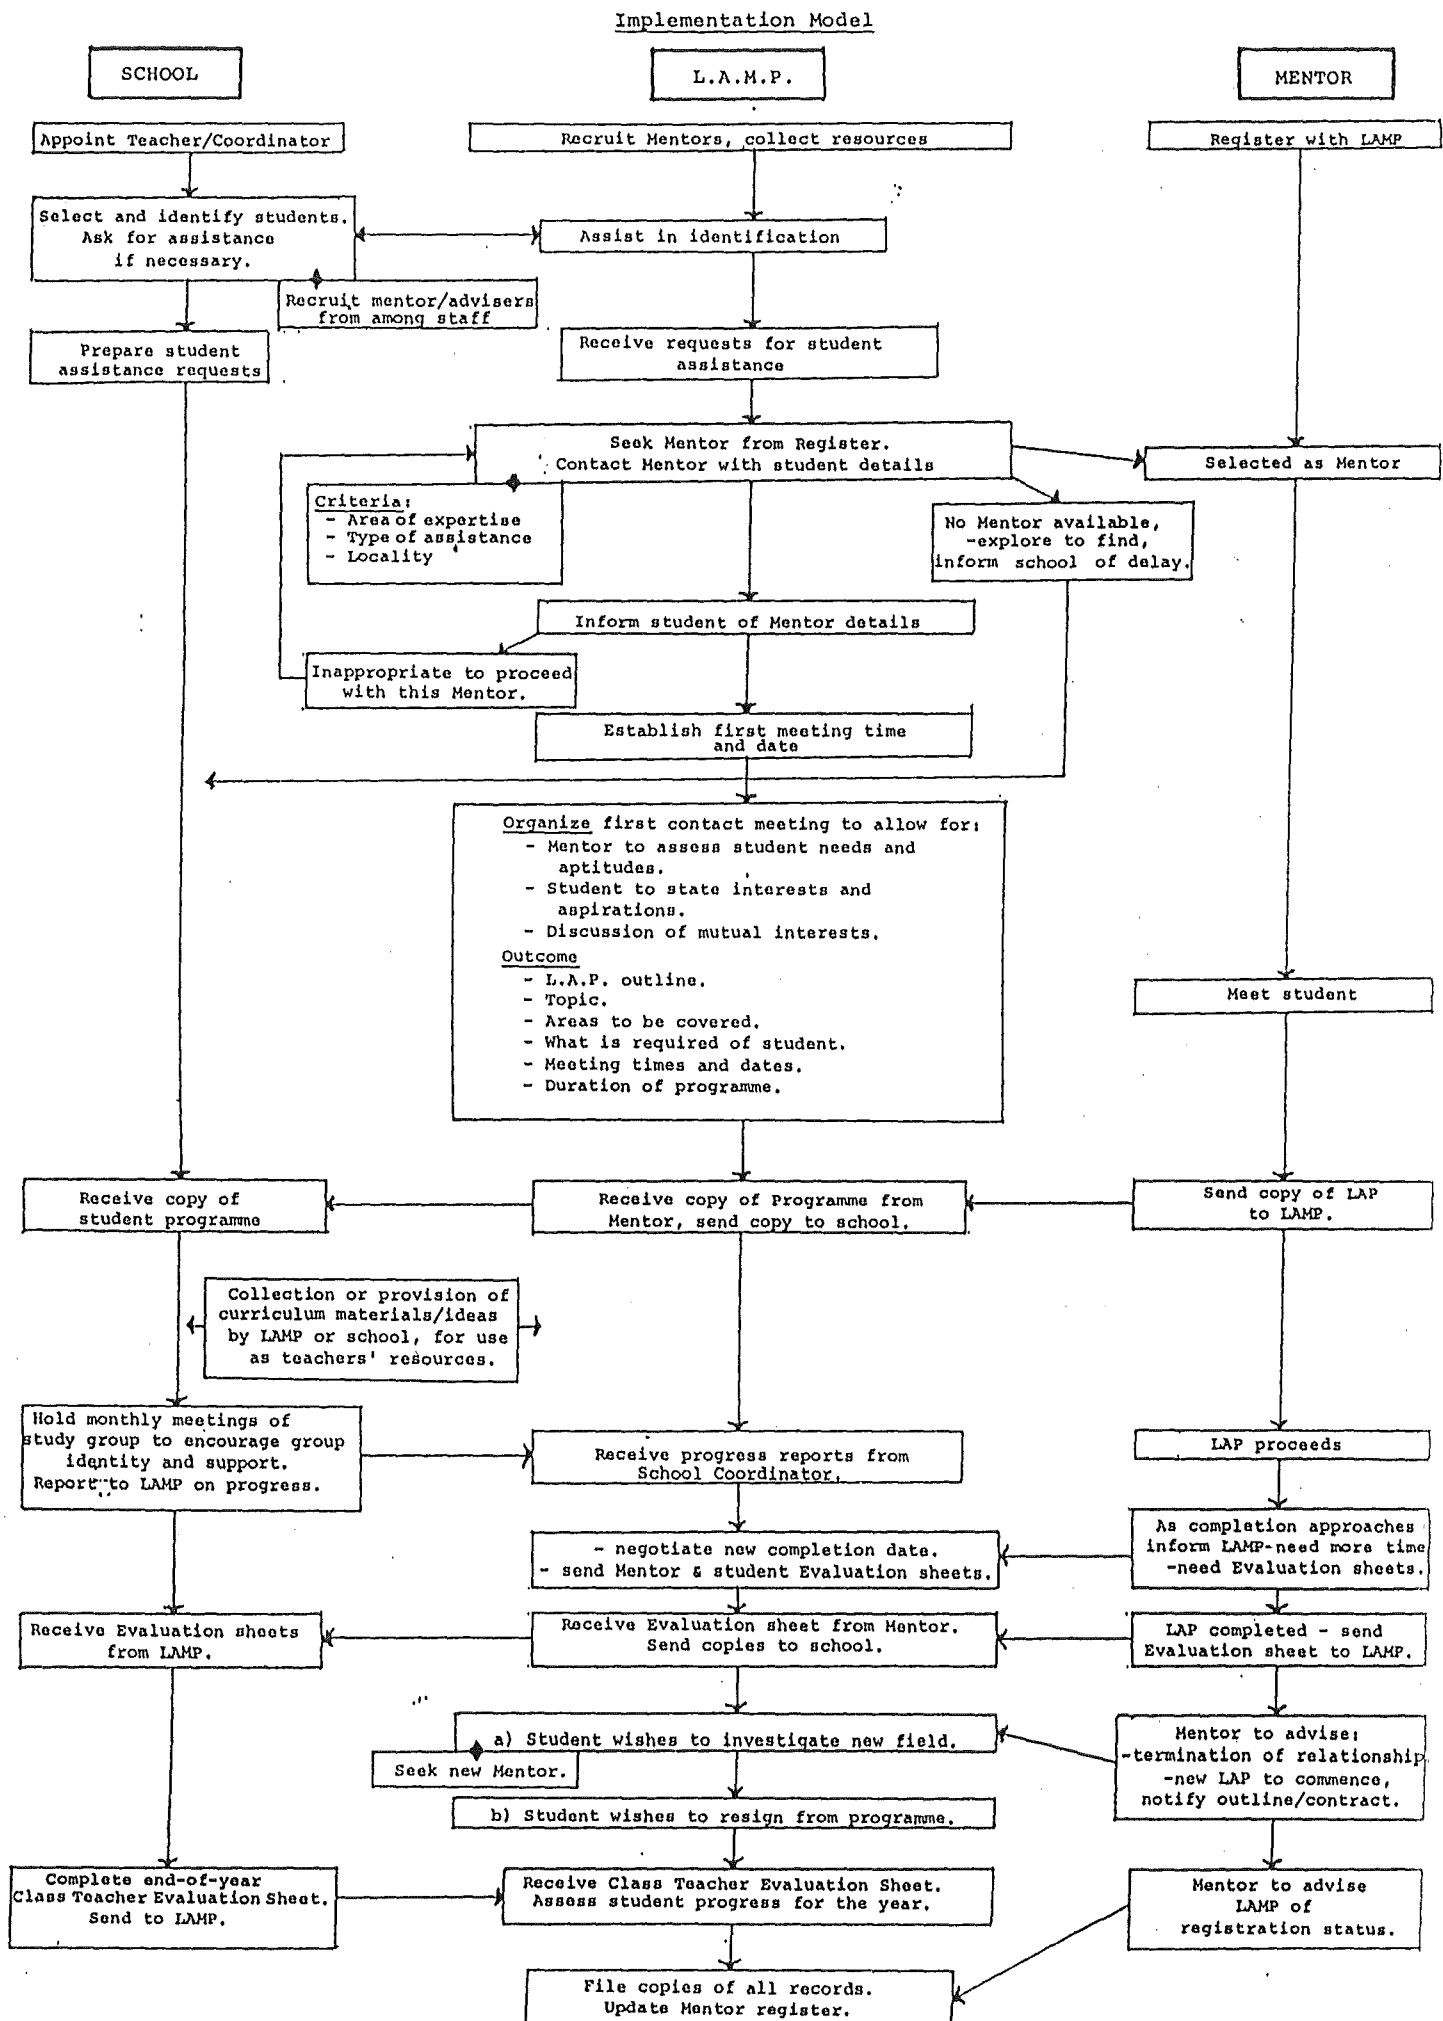 Implementation Model
SCHOOL
L.A.M.P.
MENTOR
Appoint Teacher/Coordinator
Recruit Mentors, collect resources
Register with LAMP
Select and identify students.
Ask for assistance
if necessary.
Assist in identification
Recruit mentor/advisers
from among staff
Prepare student
assistance requests
Receive requests for student
assistance
Seek Mentor from Register.
Contact Mentor with student details
Selected as Mentor
Criteria:
- Area of expertise
- Type of assistance
- Locality
No Mentor available,
-explore to find,
inform school of delay.
Inform student of Mentor details
Inappropriate to proceed
with this Mentor.
Establish first meeting time
and date
Organize first contact meeting to allow for:
- Mentor to assess student needs and
aptitudes.
- Student to state interests and
aspirations.
- Discussion of mutual interests.
Outcome
- L.A.P. outline.
- Topic.
- Areas to be covered.
- What is required of student.
- Meeting times and dates.
- Duration of programme.
Meet student
Receive copy of
student programme
Receive copy of Programme from
Mentor, send copy to school.
Send copy of LAP
to LAMP.
Collection or provision of
curriculum materials/ideas
by LAMP or school, for use
as teachers' resources.
Hold monthly meetings of
study group to encourage group
identity and support.
Report to LAMP on progress.
Receive progress reports from
School Coordinator.
LAP proceeds
- negotiate new completion date.
- send Mentor & student Evaluation sheets.
As completion approaches
inform LAMP-need more time
-need Evaluation sheets.
Receive Evaluation sheets
from LAMP.
Receive Evaluation sheet from Mentor.
Send copies to school.
LAP completed - send
Evaluation sheet to LAMP.
a) Student wishes to investigate new field.
Seek new Mentor.
b) Student wishes to resign from programme.
Mentor to advise:
-termination of relationship
-new LAP to commence,
notify outline/contract.
Complete end-of-year
Class Teacher Evaluation Sheet.
Send to LAMP.
Receive Class Teacher Evaluation Sheet.
Assess student progress for the year.
Mentor to advise
LAMP of
registration status.
File copies of all records.
Update Mentor register.